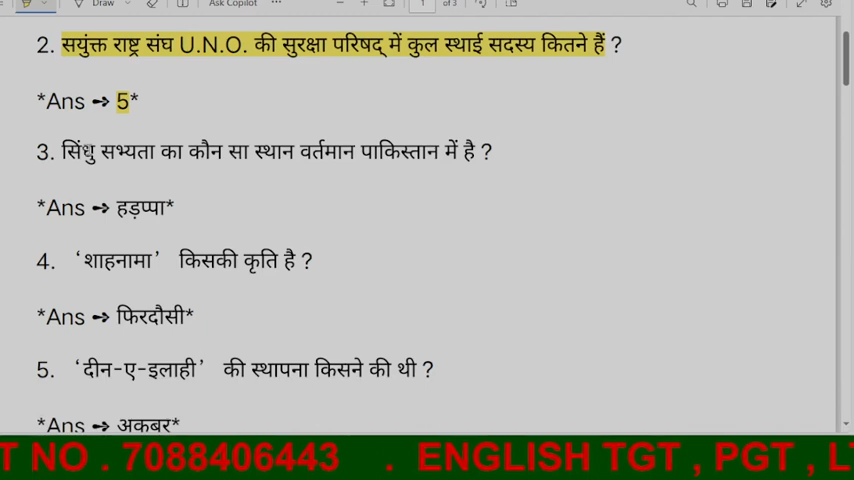 Draw
Ask Copilot
1
of 3
2. सयुंक्त राष्ट्र संघ U.N.O. की सुरक्षा परिषद् में कुल स्थाई सदस्य कितने हैं ?
*Ans ➺ 5*
3. सिंधु सभ्यता का कौन सा स्थान वर्तमान पाकिस्तान में है ?
*Ans ➺ हड़प्पा*
4. ‘शाहनामा’ किसकी कृति है ?
*Ans ➺ फिरदौसी*
5. ‘दीन-ए-इलाही’ की स्थापना किसने की थी ?
*Ans ➺ अकबर*
T NO . 7088406443 . ENGLISH TGT , PGT , LT